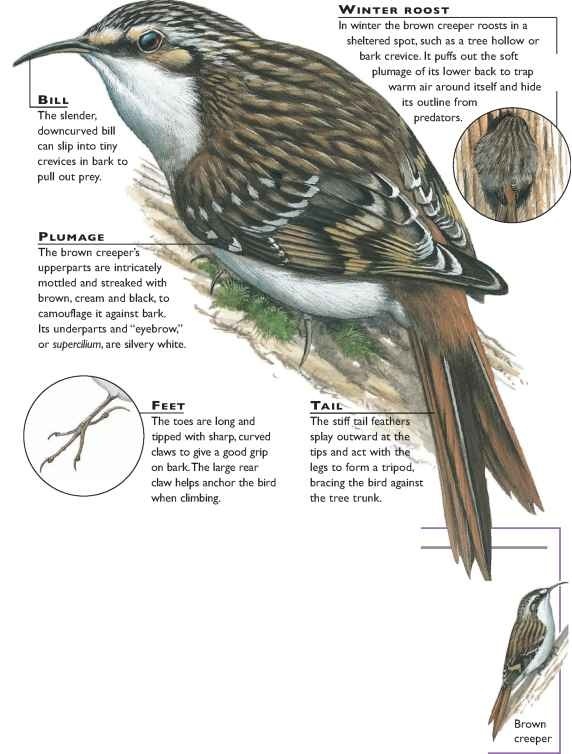 WINTER ROOST
In winter the brown creeper roosts in a
sheltered spot, such as a tree hollow or
bark crevice. It puffs out the soft
plumage of its lower back to trap
warm air around itself and hide
its outline from
predators.
BILL
The slender,
downcurved bill
can slip into tiny
crevices in bark to
pull out prey.
PLUMAGE
The brown creeper's
upperparts are intricately
mottled and streaked with
brown, cream and black, to
camouflage it against bark.
Its underparts and "eyebrow,"
or supercilium, are silvery white.
FEET
The toes are long and
tipped with sharp, curved
claws to give a good grip
on bark. The large rear
claw helps anchor the bird
when climbing.
TAIL
The stiff tail feathers
splay outward at the
tips and act with the
legs to form a tripod,
bracing the bird against
the tree trunk.
Brown
creeper